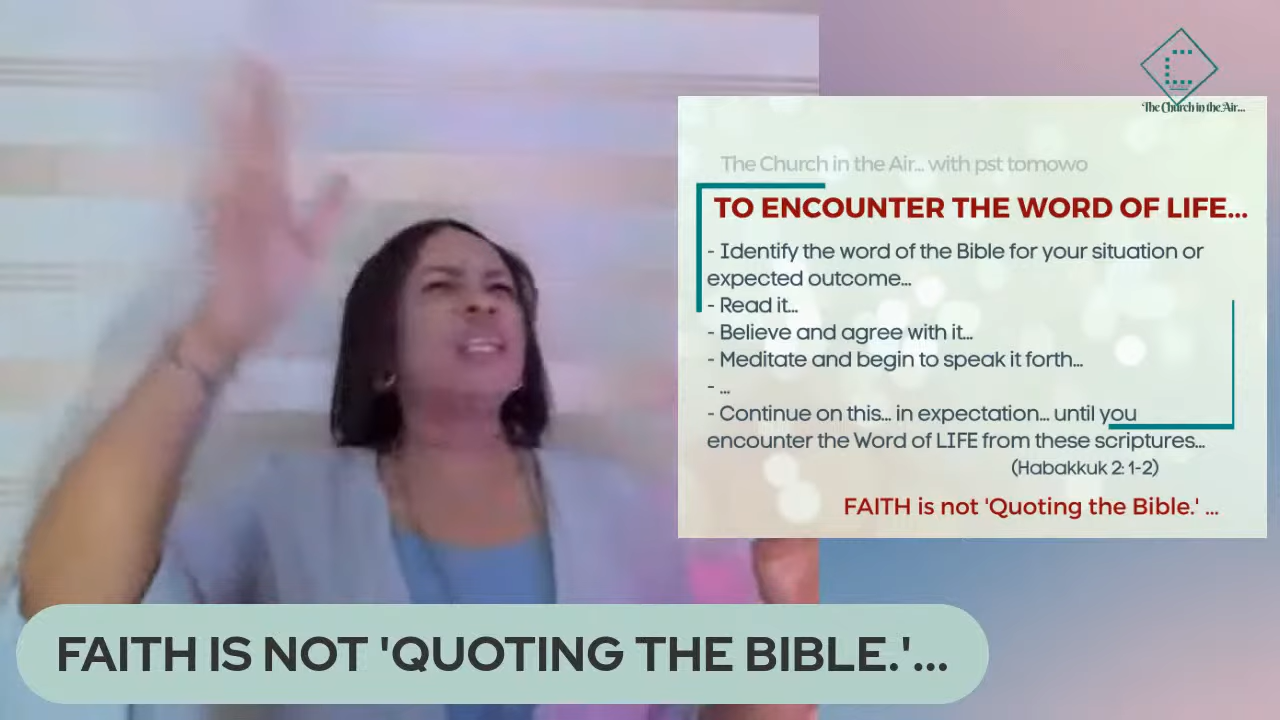 The Church in the Air...
The Church in the Air... with pst tomowo
TO ENCOUNTER THE WORD OF LIFE...
- Identify the word of the Bible for your situation or
expected outcome...
- Read it...
- Believe and agree with it...
- Meditate and begin to speak it forth...
- ...
- Continue on this... in expectation... until you
encounter the Word of LIFE from these scriptures...
(Habakkuk 2: 1-2)
FAITH is not 'Quoting the Bible.' ...
FAITH IS NOT 'QUOTING THE BIBLE.'...